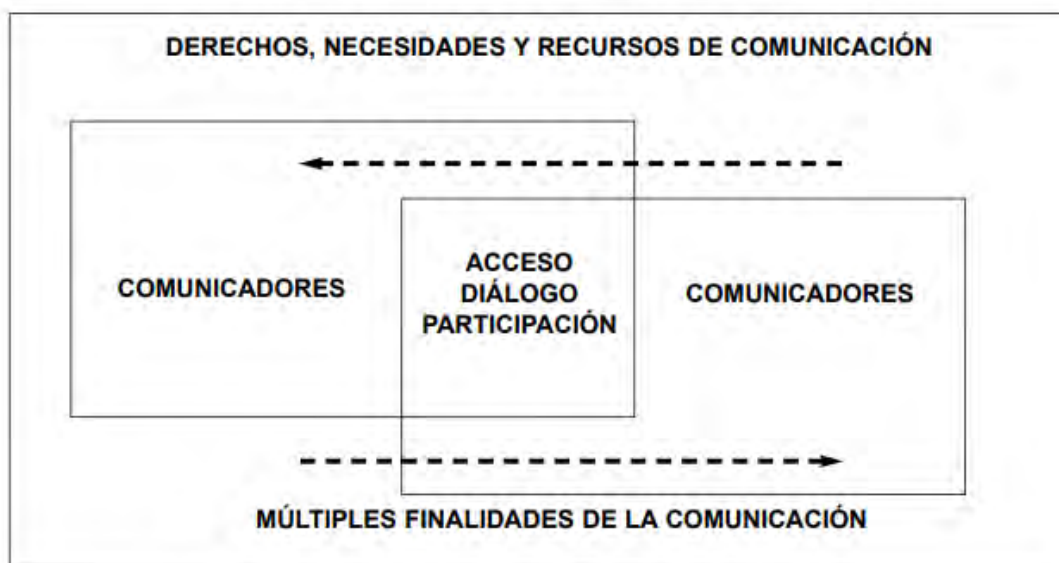 DERECHOS, NECESIDADES Y RECURSOS DE COMUNICACIÓN
COMUNICADORES
ACCESO
DIÁLOGO
PARTICIPACIÓN
COMUNICADORES
MÚLTIPLES FINALIDADES DE LA COMUNICACIÓN